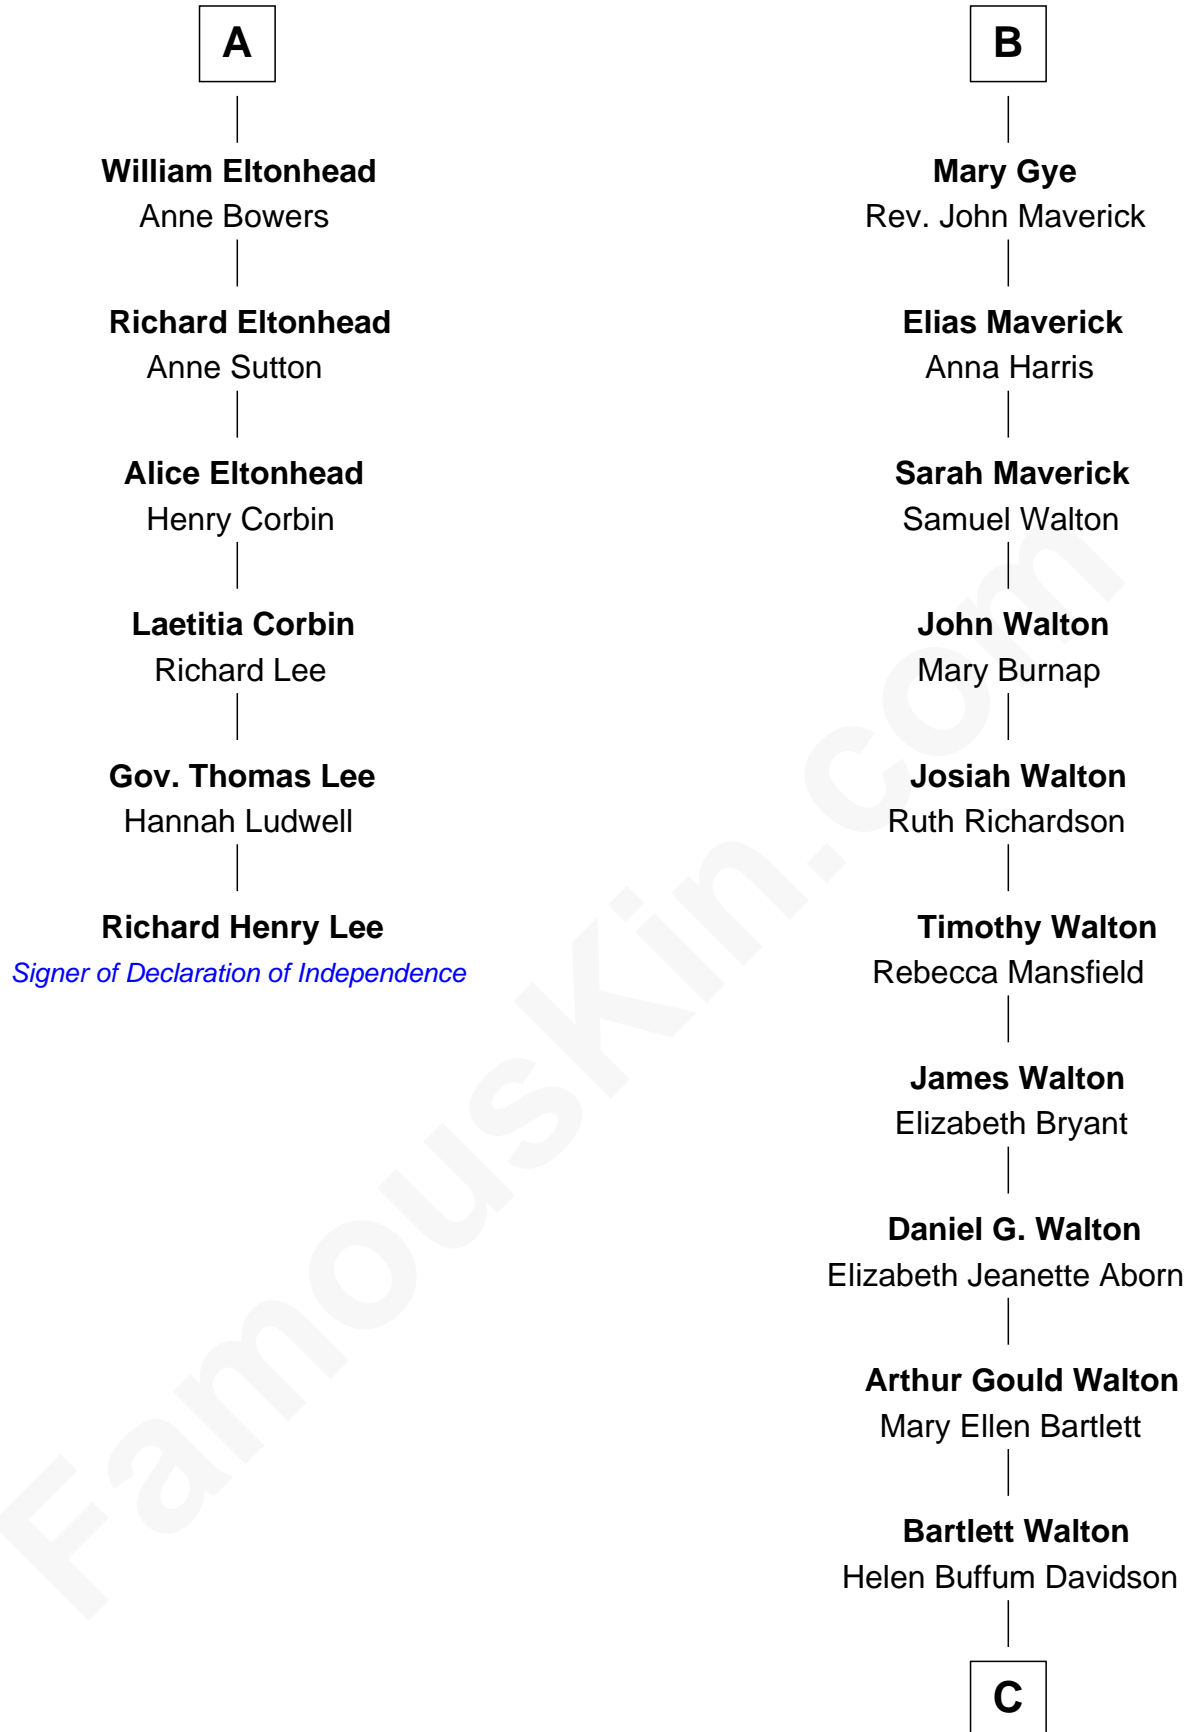 A
William Eltonhead
Anne Bowers
Richard Eltonhead
Anne Sutton
Alice Eltonhead
Henry Corbin
Laetitia Corbin
Richard Lee
Gov. Thomas Lee
Hannah Ludwell
Richard Henry Lee
Signer of Declaration of Independence
B
Mary Gye
Rev. John Maverick
Elias Maverick
Anna Harris
Sarah Maverick
Samuel Walton
John Walton
Mary Burnap
Josiah Walton
Ruth Richardson
Timothy Walton
Rebecca Mansfield
James Walton
Elizabeth Bryant
Daniel G. Walton
Elizabeth Jeanette Aborn
Arthur Gould Walton
Mary Ellen Bartlett
Bartlett Walton
Helen Buffum Davidson
C
FamousKin.com